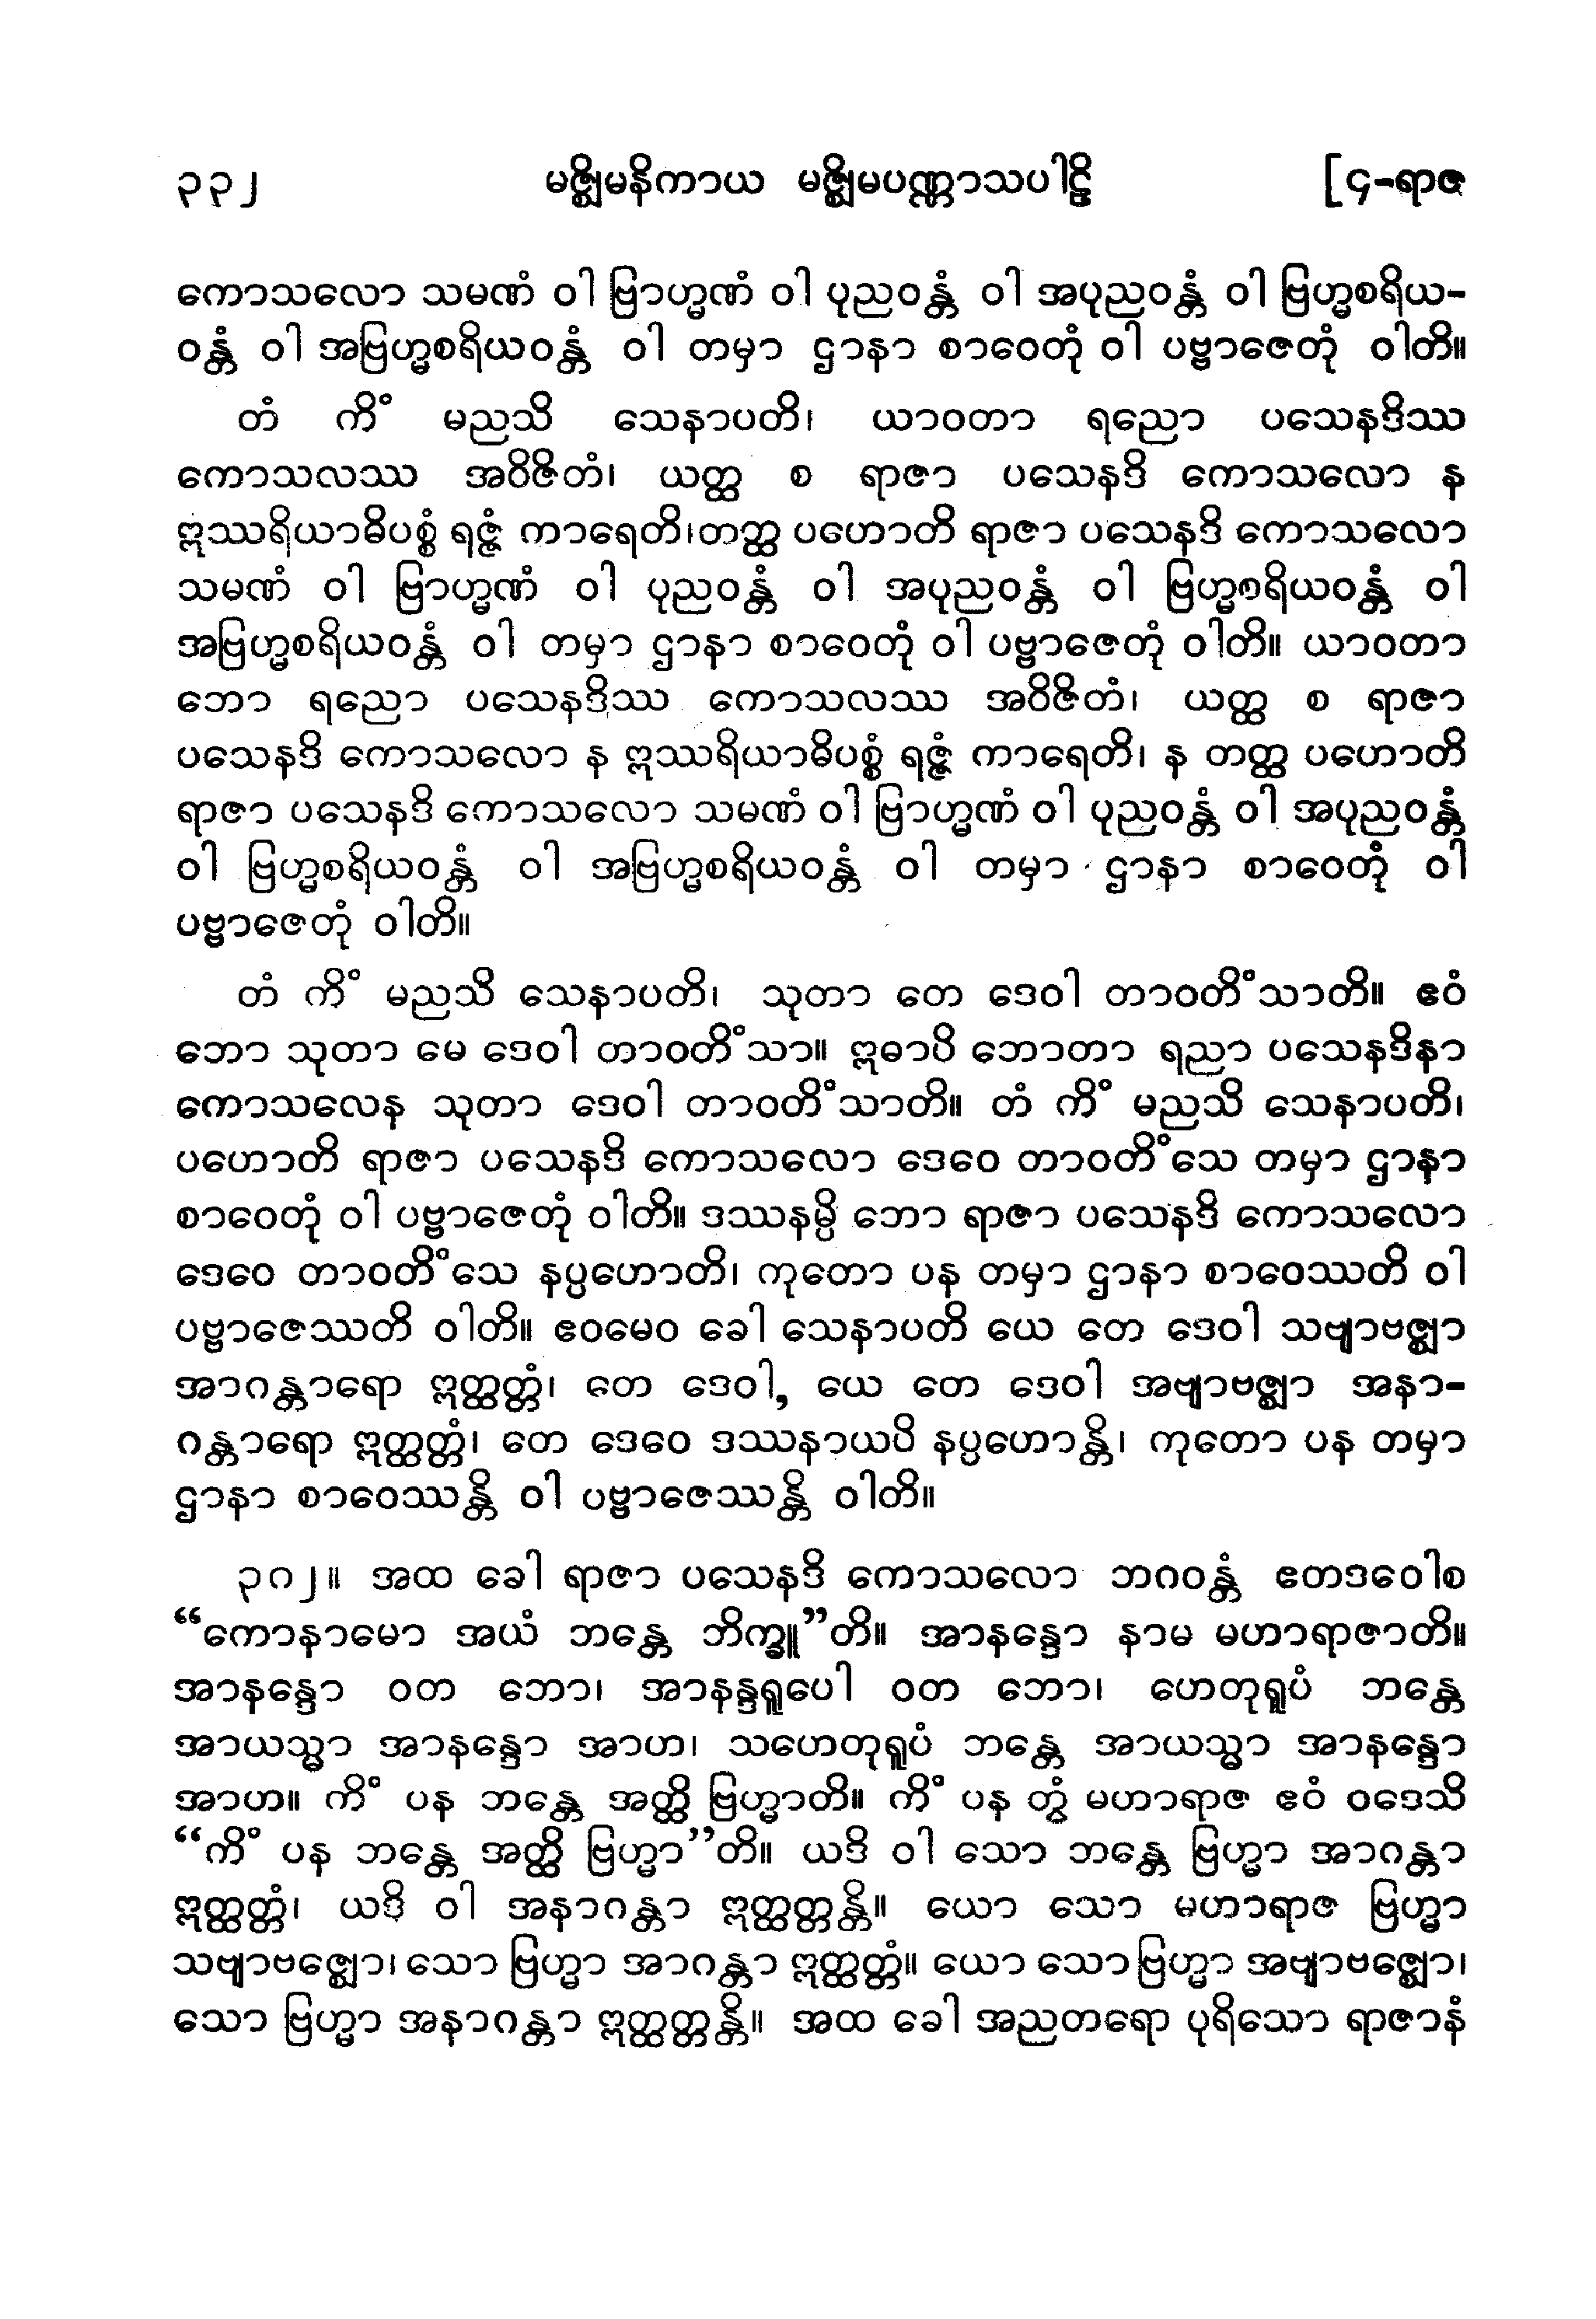 ၃၃၂ မဇ္ဈိမနိကာယ မဇ္ဈိမပဏ္ဏာသပါဠိ [၄-ရာဇ
ကောသလော သမဏံ ဝါ ဗြာဟ္မဏံ ဝါ ပုညဝန္တံ ဝါ အပုညဝန္တံ ဝါ ဗြဟ္မစရိယ-
ဝန္တံ ဝါ အဗြဟ္မစရိယဝန္တံ ဝါ တမှာ ဌာနာ စာဝေတုံ ဝါ ပဗ္ဗာဇေတုံ ဝါတိ။
တံ ကိံ မညသိ သေနာပတိ၊ ယာဝတာ ရညော ပသေနဒိဿ
ကောသလဿ အဝိဇိတံ၊ ယတ္ထ စ ရာဇာ ပသေနဒိ ကောသလော န
ဣဿရိယာဓိပစ္စံ ရဇ္ဇံ ကာရေတိ၊တတ္ထ ပဟောတိ ရာဇာ ပသေနဒိ ကောသလော
သမဏံ ဝါ ဗြာဟ္မဏံ ဝါ ပုညဝန္တံ ဝါ အပုညဝန္တံ ဝါ ဗြဟ္မစရိယဝန္တံ ဝါ
အဗြဟ္မစရိယဝန္တံ ဝါ တမှာ ဌာနာ စာဝေတုံ ဝါ ပဗ္ဗာဇေတုံ ဝါတိ။ ယာဝတာ
ဘော ရညော ပသေနဒိဿ ကောသလဿ အဝိဇိတံ၊ ယတ္ထ စ ရာဇာ
ပသေနဒိ ကောသလော န ဣဿရိယာဓိပစ္စံ ရဇ္ဇံ ကာရေတိ၊ န တတ္ထ ပဟောတိ
ရာဇာ ပသေနဒိ ကောသလော သမဏံ ဝါ ဗြာဟ္မဏံ ဝါ ပုညဝန္တံ ဝါ အပုညဝန္တံ
ဝါ ဗြဟ္မစရိယဝန္တံ ဝါ အဗြဟ္မစရိယဝန္တံ ဝါ တမှာ ဌာနာ စာဝေတုံ ဝါ
ပဗ္ဗာဇေတုံ ဝါတိ။
တံ ကိံ မညသိ သေနာပတိ၊ သုတာ တေ ဒေဝါ တာဝတိံသာတိ။ ဧဝံ
ဘော သုတာ မေ ဒေဝါ တာဝတိံသာ။ ဣဓာပိ ဘောတာ ရညာ ပသေနဒိနာ
ကောသလေန သုတာ ဒေဝါ တာဝတိံသာတိ။ တံ ကိံ မညသိ သေနာပတိ၊
ပဟောတိ ရာဇာ ပသေနဒိ ကောသလော ဒေဝေ တာဝတိံသေ တမှာ ဌာနာ
စာဝေတုံ ဝါ ပဗ္ဗာဇေတုံ ဝါတိ။ ဒဿနမ္ပိ ဘော ရာဇာ ပသေနဒိ ကောသလော
ဒေဝေ တာဝတိံသေ နပ္ပဟောတိ၊ ကုတော ပန တမှာ ဌာနာ စာဝေဿတိ ဝါ
ပဗ္ဗာဇေဿတိ ဝါတိ။ ဧဝမေဝ ခေါ သေနာပတိ ယေ တေ ဒေဝါ သဗျာဗဇ္ဈာ
အာဂန္တာရော ဣတ္ထတ္တံ၊ တေ ဒေဝါ, ယေ တေ ဒေဝါ အဗျာဗဇ္ဈာ အနာ-
ဂန္တာရော ဣတ္ထတ္တံ၊ တေ ဒေဝေ ဒဿနာယပိ နပ္ပဟောန္တိ၊ ကုတော ပန တမှာ
ဌာနာ စာဝေဿန္တိ ဝါ ပဗ္ဗာဇေဿန္တိ ဝါတိ။
၃၈၂။ အထ ခေါ ရာဇာ ပသေနဒိ ကောသလော ဘဂဝန္တံ ဧတဒဝေါစ
“ကောနာမော အယံ ဘန္တေ ဘိက္ခူ”တိ။ အာနန္ဒော နာမ မဟာရာဇာတိ။
အာနန္ဒော ဝတ ဘော၊ အာနန္ဒရူပေါ ဝတ ဘော၊ ဟေတုရူပံ ဘန္တေ
အာယသ္မာ အာနန္ဒော အာဟ၊ သဟေတုရူပံ ဘန္တေ အာယသ္မာ အာနန္ဒော
အာဟ။ ကိံ ပန ဘန္တေ အတ္ထိ ဗြဟ္မာတိ။ ကိံ ပန တွံ မဟာရာဇ ဧဝံ ဝဒေသိ
“ကိံ ပန ဘန္တေ အတ္ထိ ဗြဟ္မာ”တိ။ ယဒိ ဝါ သော ဘန္တေ ဗြဟ္မာ အာဂန္တာ
ဣတ္ထတ္တံ၊ ယဒိ ဝါ အနာဂန္တာ ဣတ္ထတ္တန္တိ။ ယော သော မဟာရာဇ ဗြဟ္မာ
သဗျာဗဇ္ဈော၊ သော ဗြဟ္မာ အာဂန္တာ ဣတ္ထတ္တံ။ ယော သော ဗြဟ္မာ အဗျာဗဇ္ဈော၊
သော ဗြဟ္မာ အနာဂန္တာ ဣတ္ထတ္တန္တိ။ အထ ခေါ အညတရော ပုရိသော ရာဇာနံ